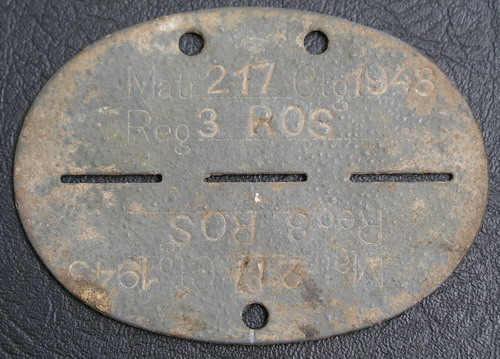 Matr 217 Ctg 1943
Reg 3 ROS
Matr 217 Ctg 1943
Reg 3 ROS